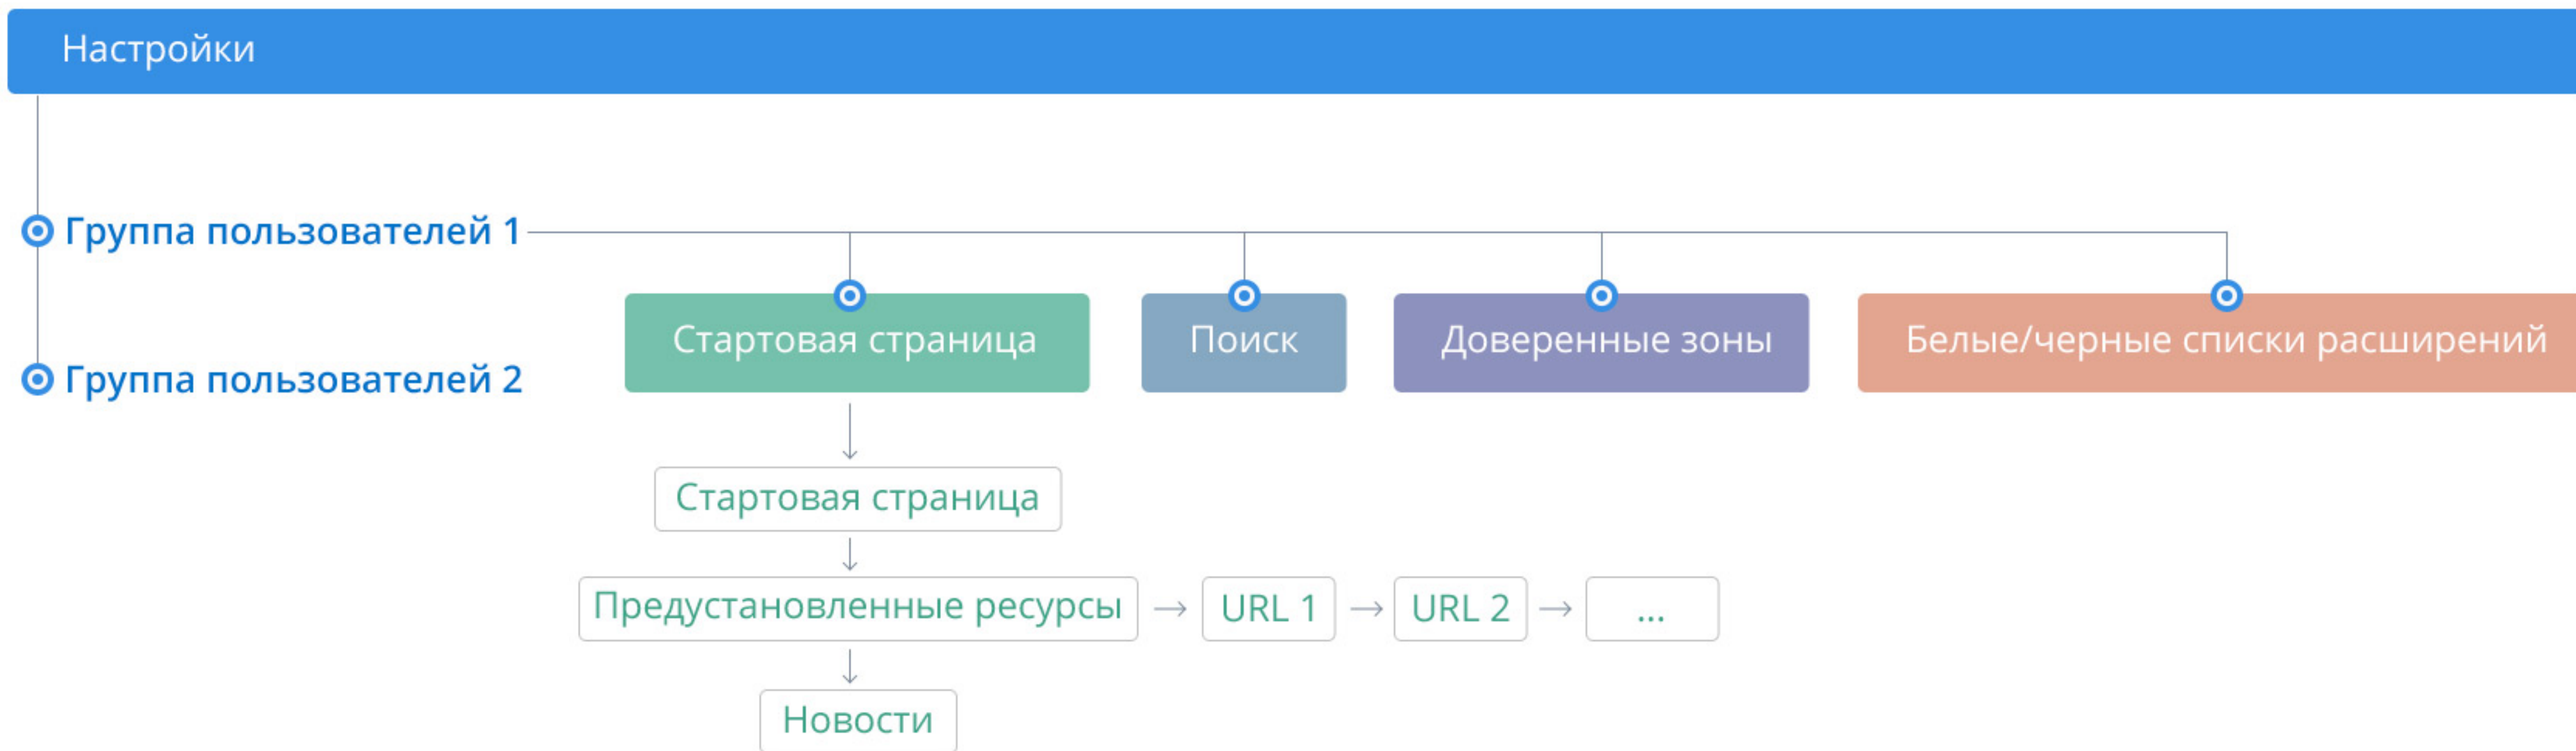 Настройки
Группа пользователей 1
Группа пользователей 2
Стартовая страница
Поиск
Доверенные зоны
Белые/черные списки расширений
Стартовая страница
Предустановленные ресурсы
URL 1
URL 2
...
Новости